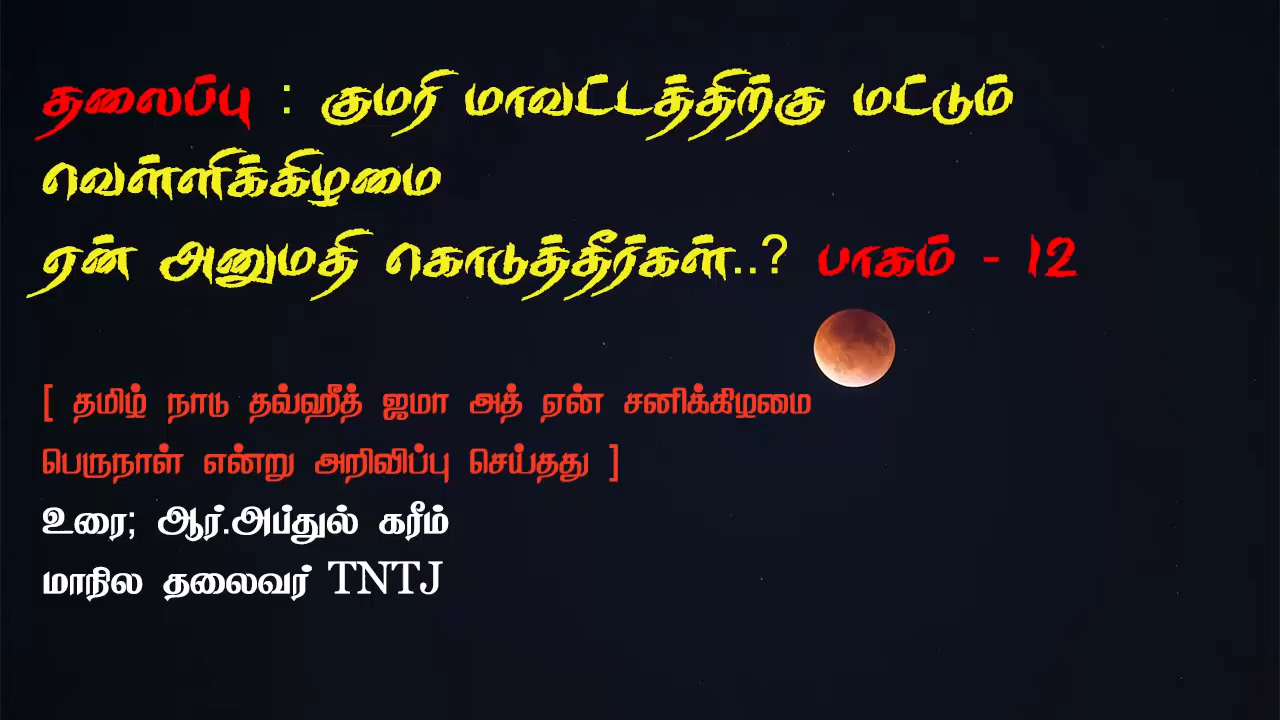 தலைப்பு : குமரி மாவட்டத்திற்கு மட்டும்
வெள்ளிக்கிழமை
ஏன் அனுமதி கொடுத்தீர்கள்..? பாகம் - 12
[ தமிழ் நாடு தவ்ஹீத் ஜமா அத் ஏன் சனிக்கிழமை
பெருநாள் என்று அறிவிப்பு செய்தது ]
உரை; ஆர்.அப்துல் கரீம்
மாநில தலைவர் TNTJ